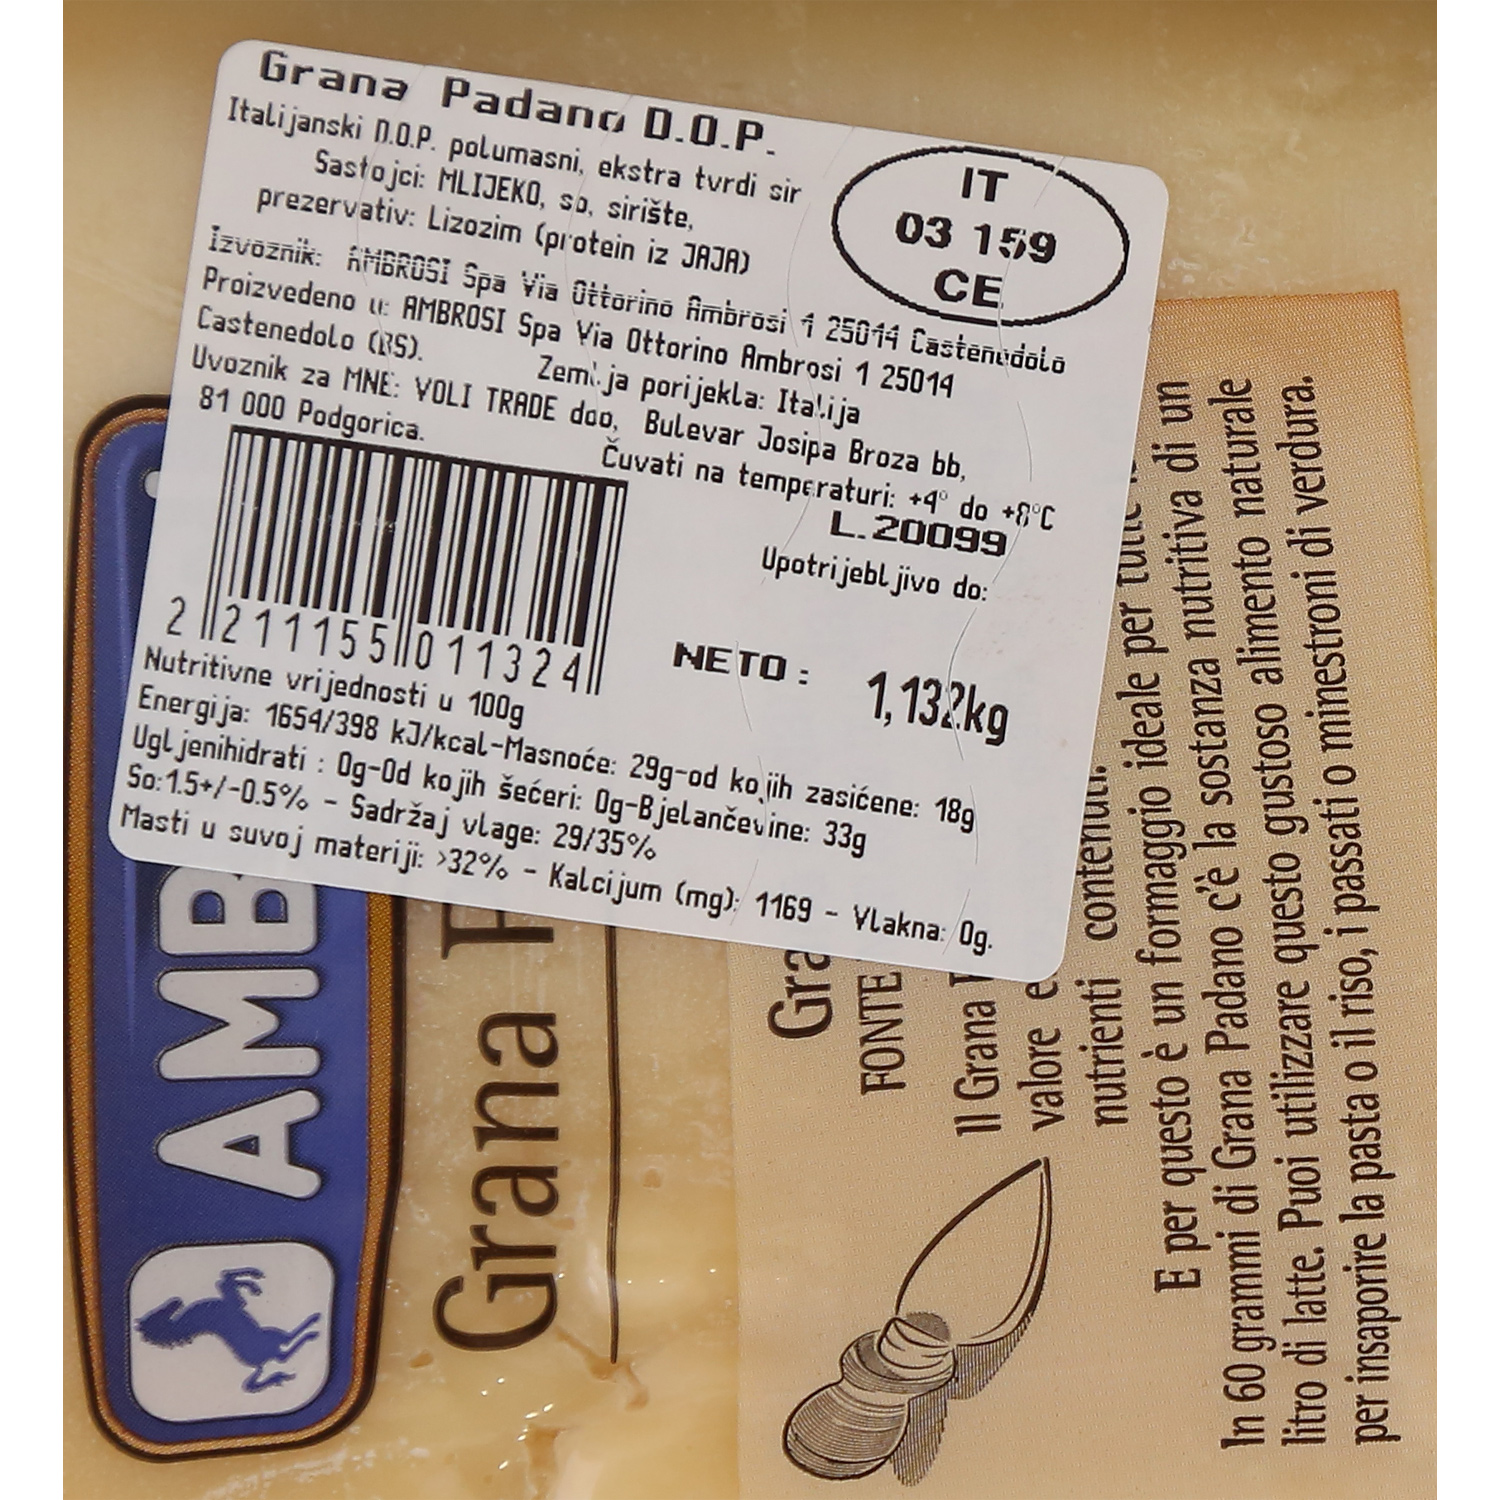 Grana Padano D.O.P.
Italijanski D.O.P. polumasni, ekstra tvrdi sir
Sastojci: MLIJEKO, so, sirište,
prezervativ: Lizozim (protein iz JAJA)
IT
03 159
CE
Izvoznik: AMBROSI Spa Via Ottorino Ambrosi 1 25014 Castenedolo
Proizvedeno u: AMBROSI Spa Via Ottorino Ambrosi 1 25014
Castenedolo (BS).
Zemlja porijekla: Italija
Uvoznik za MNE: VOLI TRADE doo, Bulevar Josipa Broza bb,
81 000 Podgorica.
Čuvati na temperaturi: +4° do +8°C
L.20099
Upotrijebljivo do:
2 211155 011324
NETO: 1,132kg
Nutritivne vrijednosti u 100g
Energija: 1654/398 kJ/kcal-Masnoće: 29g-od kojih zasićene: 18g
Ugljenihidrati : 0g-Od kojih šećeri: 0g-Bjelančevine: 33g
So:1.5+/-0.5% - Sadržaj vlage: 29/35%
Masti u suvoj materiji: >32% - Kalcijum (mg): 1169 - Vlakna: 0g.
AMB
Grana P
Gra
FONTE
Il Grana
valore e
nutrienti contenuti.
E per questo è un formaggio ideale per tutte
In 60 grammi di Grana Padano c'è la sostanza nutritiva di un
litro di latte. Puoi utilizzare questo gustoso alimento naturale
per insaporire la pasta o il riso, i passati o minestroni di verdura.